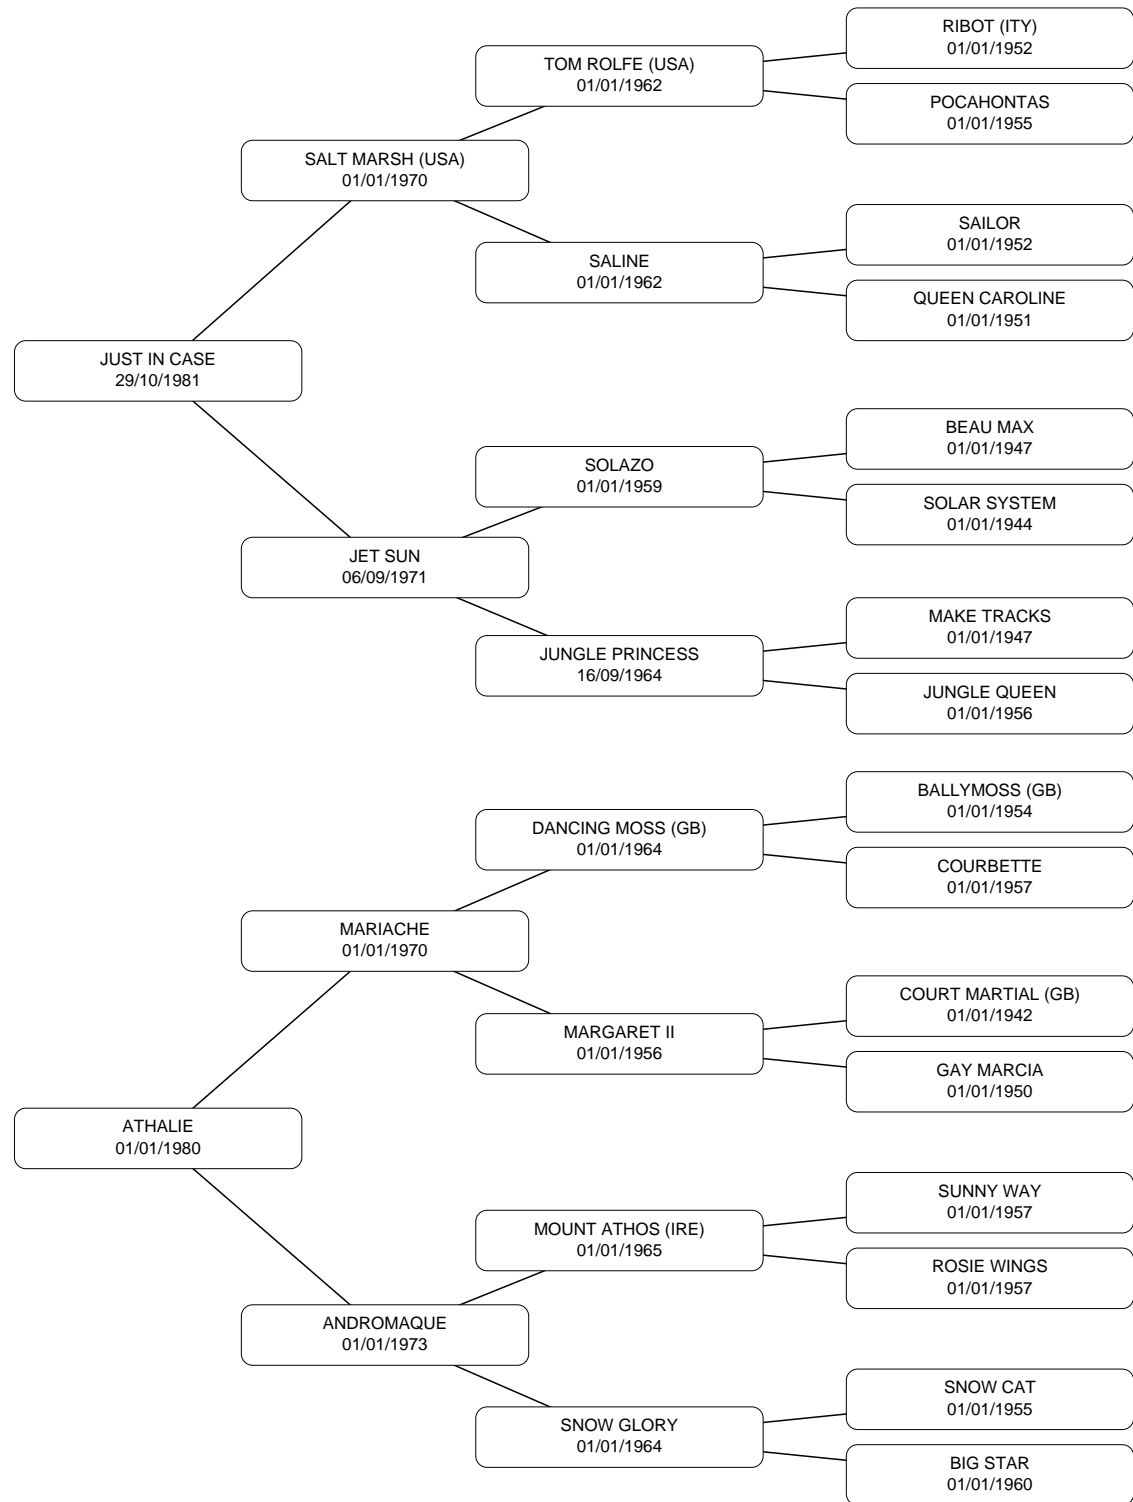 RIBOT (ITY)
01/01/1952
TOM ROLFE (USA)
01/01/1962
POCAHONTAS
01/01/1955
SALT MARSH (USA)
01/01/1970
SAILOR
01/01/1952
SALINE
01/01/1962
QUEEN CAROLINE
01/01/1951
JUST IN CASE
29/10/1981
BEAU MAX
01/01/1947
SOLAZO
01/01/1959
SOLAR SYSTEM
01/01/1944
JET SUN
06/09/1971
MAKE TRACKS
01/01/1947
JUNGLE PRINCESS
16/09/1964
JUNGLE QUEEN
01/01/1956
BALLYMOSS (GB)
01/01/1954
DANCING MOSS (GB)
01/01/1964
COURBETTE
01/01/1957
MARIACHE
01/01/1970
COURT MARTIAL (GB)
01/01/1942
MARGARET II
01/01/1956
GAY MARCIA
01/01/1950
ATHALIE
01/01/1980
SUNNY WAY
01/01/1957
MOUNT ATHOS (IRE)
01/01/1965
ROSIE WINGS
01/01/1957
ANDROMAQUE
01/01/1973
SNOW CAT
01/01/1955
SNOW GLORY
01/01/1964
BIG STAR
01/01/1960